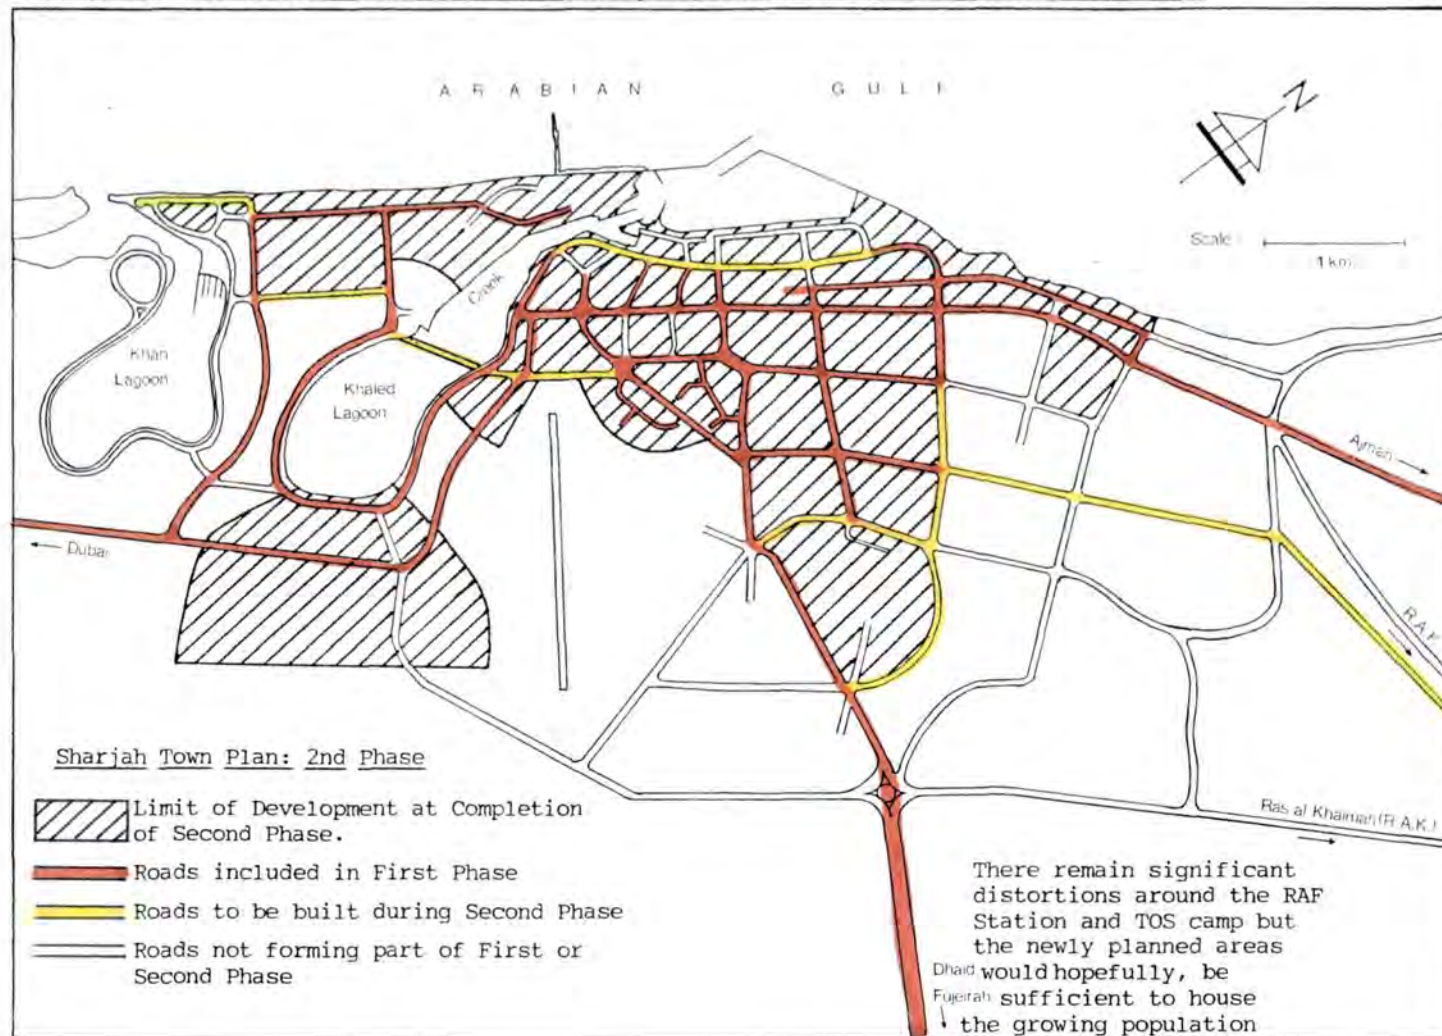 ARABIAN GULF
N
Scale
1 km
Creek
Khan
Lagoon
Khaled
Lagoon
Ajman
Dubai
R.A.K
Ras al Khaimah (R.A.K.)
Sharjah Town Plan: 2nd Phase
Limit of Development at Completion
of Second Phase.
Roads included in First Phase
Roads to be built during Second Phase
Roads not forming part of First or
Second Phase
There remain significant
distortions around the RAF
Station and TOS camp but
the newly planned areas
would hopefully, be
sufficient to house
the growing population
Dhaid
Fujeirah